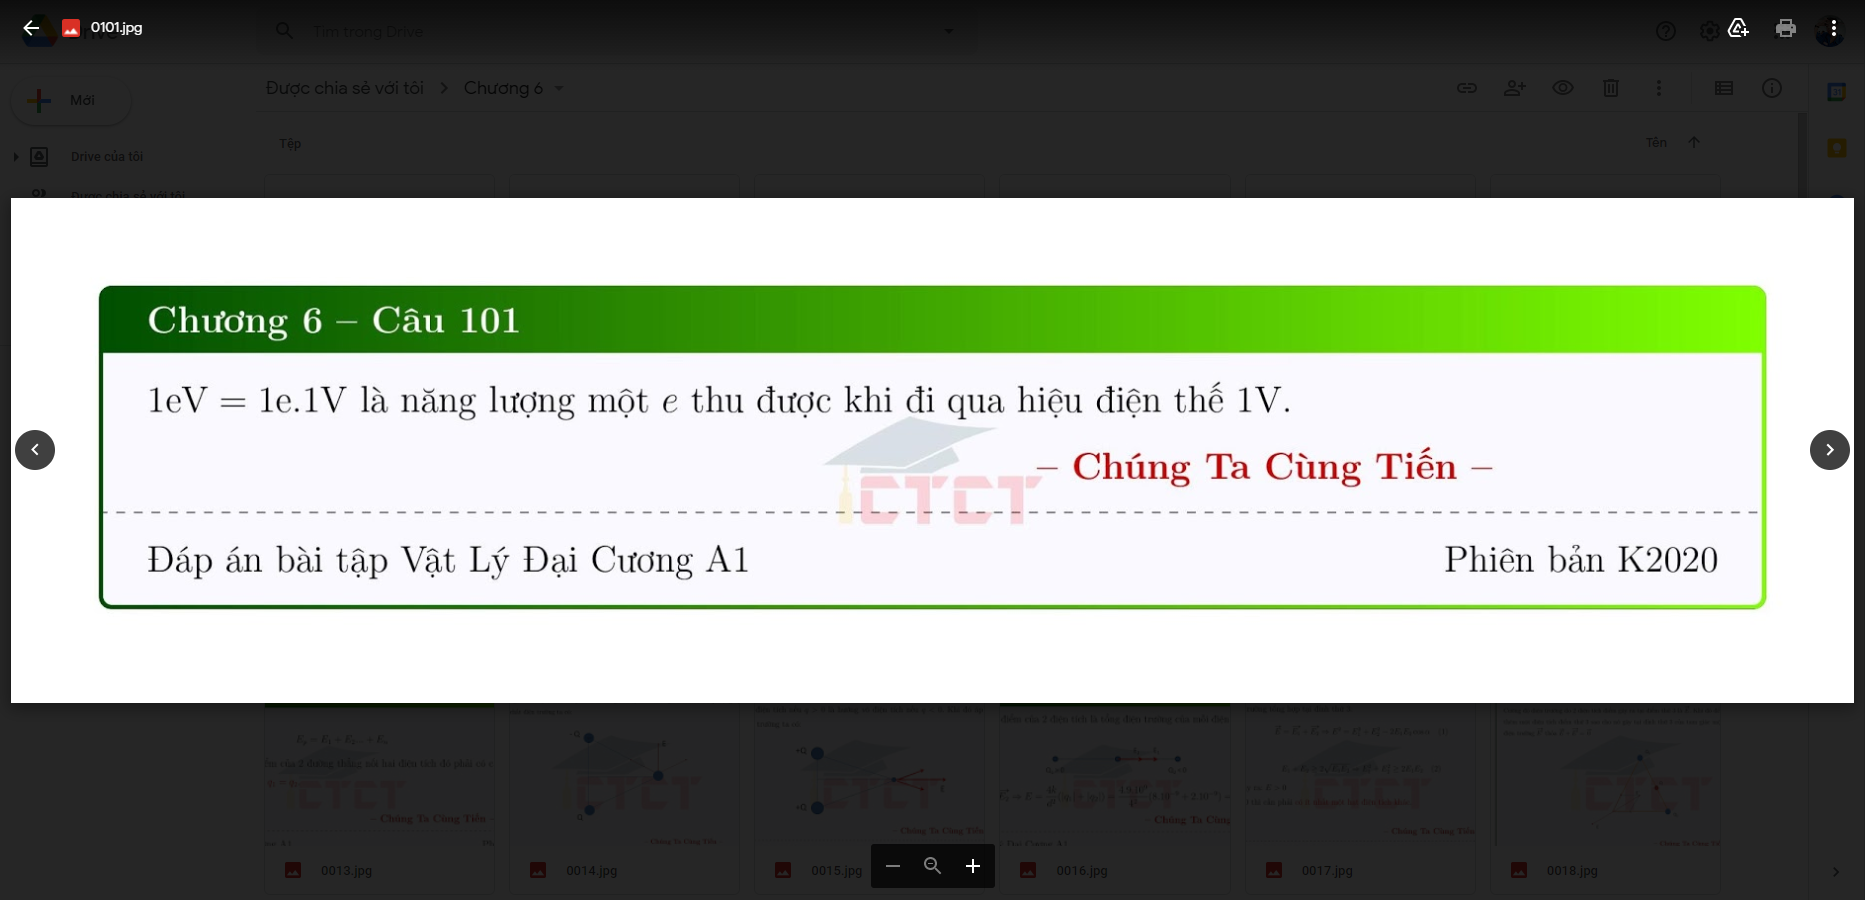 0101.jpg
Tìm trong Drive
Mới
Được chia sẻ với tôi
Chương 6
Drive của tôi
Tệp
Tên
Được chia sẻ với tôi
Chương 6 – Câu 101
1eV = 1e.1V là năng lượng một e thu được khi đi qua hiệu điện thế 1V.
– Chúng Ta Cùng Tiến –
CTCT
Đáp án bài tập Vật Lý Đại Cương A1
Phiên bản K2020
0013.jpg
0014.jpg
0015.jpg
0016.jpg
0017.jpg
0018.jpg